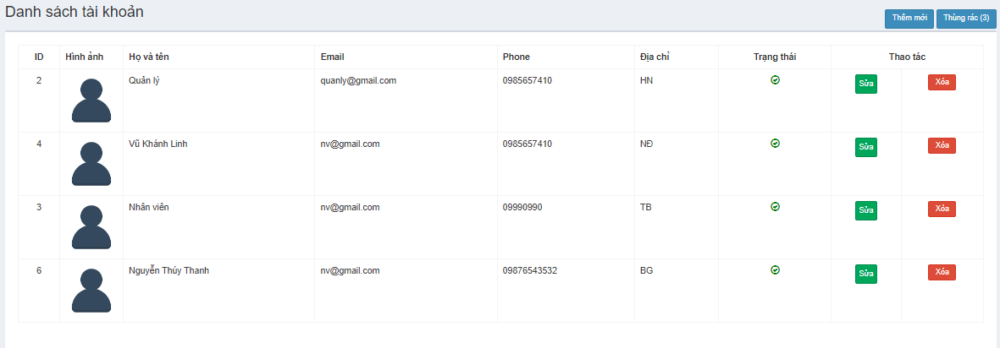 Danh sách tài khoản
Thêm mới Thùng rác (3)
ID Hình ảnh Họ và tên Email Phone Địa chỉ Trạng thái Thao tác
2 Quản lý quanly@gmail.com 0985657410 HN Sửa Xóa
4 Vũ Khánh Linh nv@gmail.com 0985657410 NĐ Sửa Xóa
3 Nhân viên nv@gmail.com 09990990 TB Sửa Xóa
6 Nguyễn Thúy Thanh nv@gmail.com 09876543532 BG Sửa Xóa